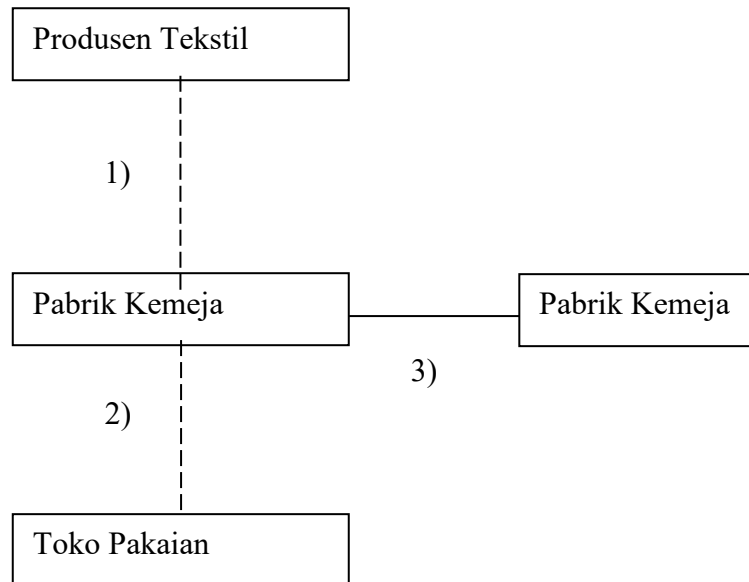 Produsen Tekstil
1)
Pabrik Kemeja
Pabrik Kemeja
3)
2)
Toko Pakaian